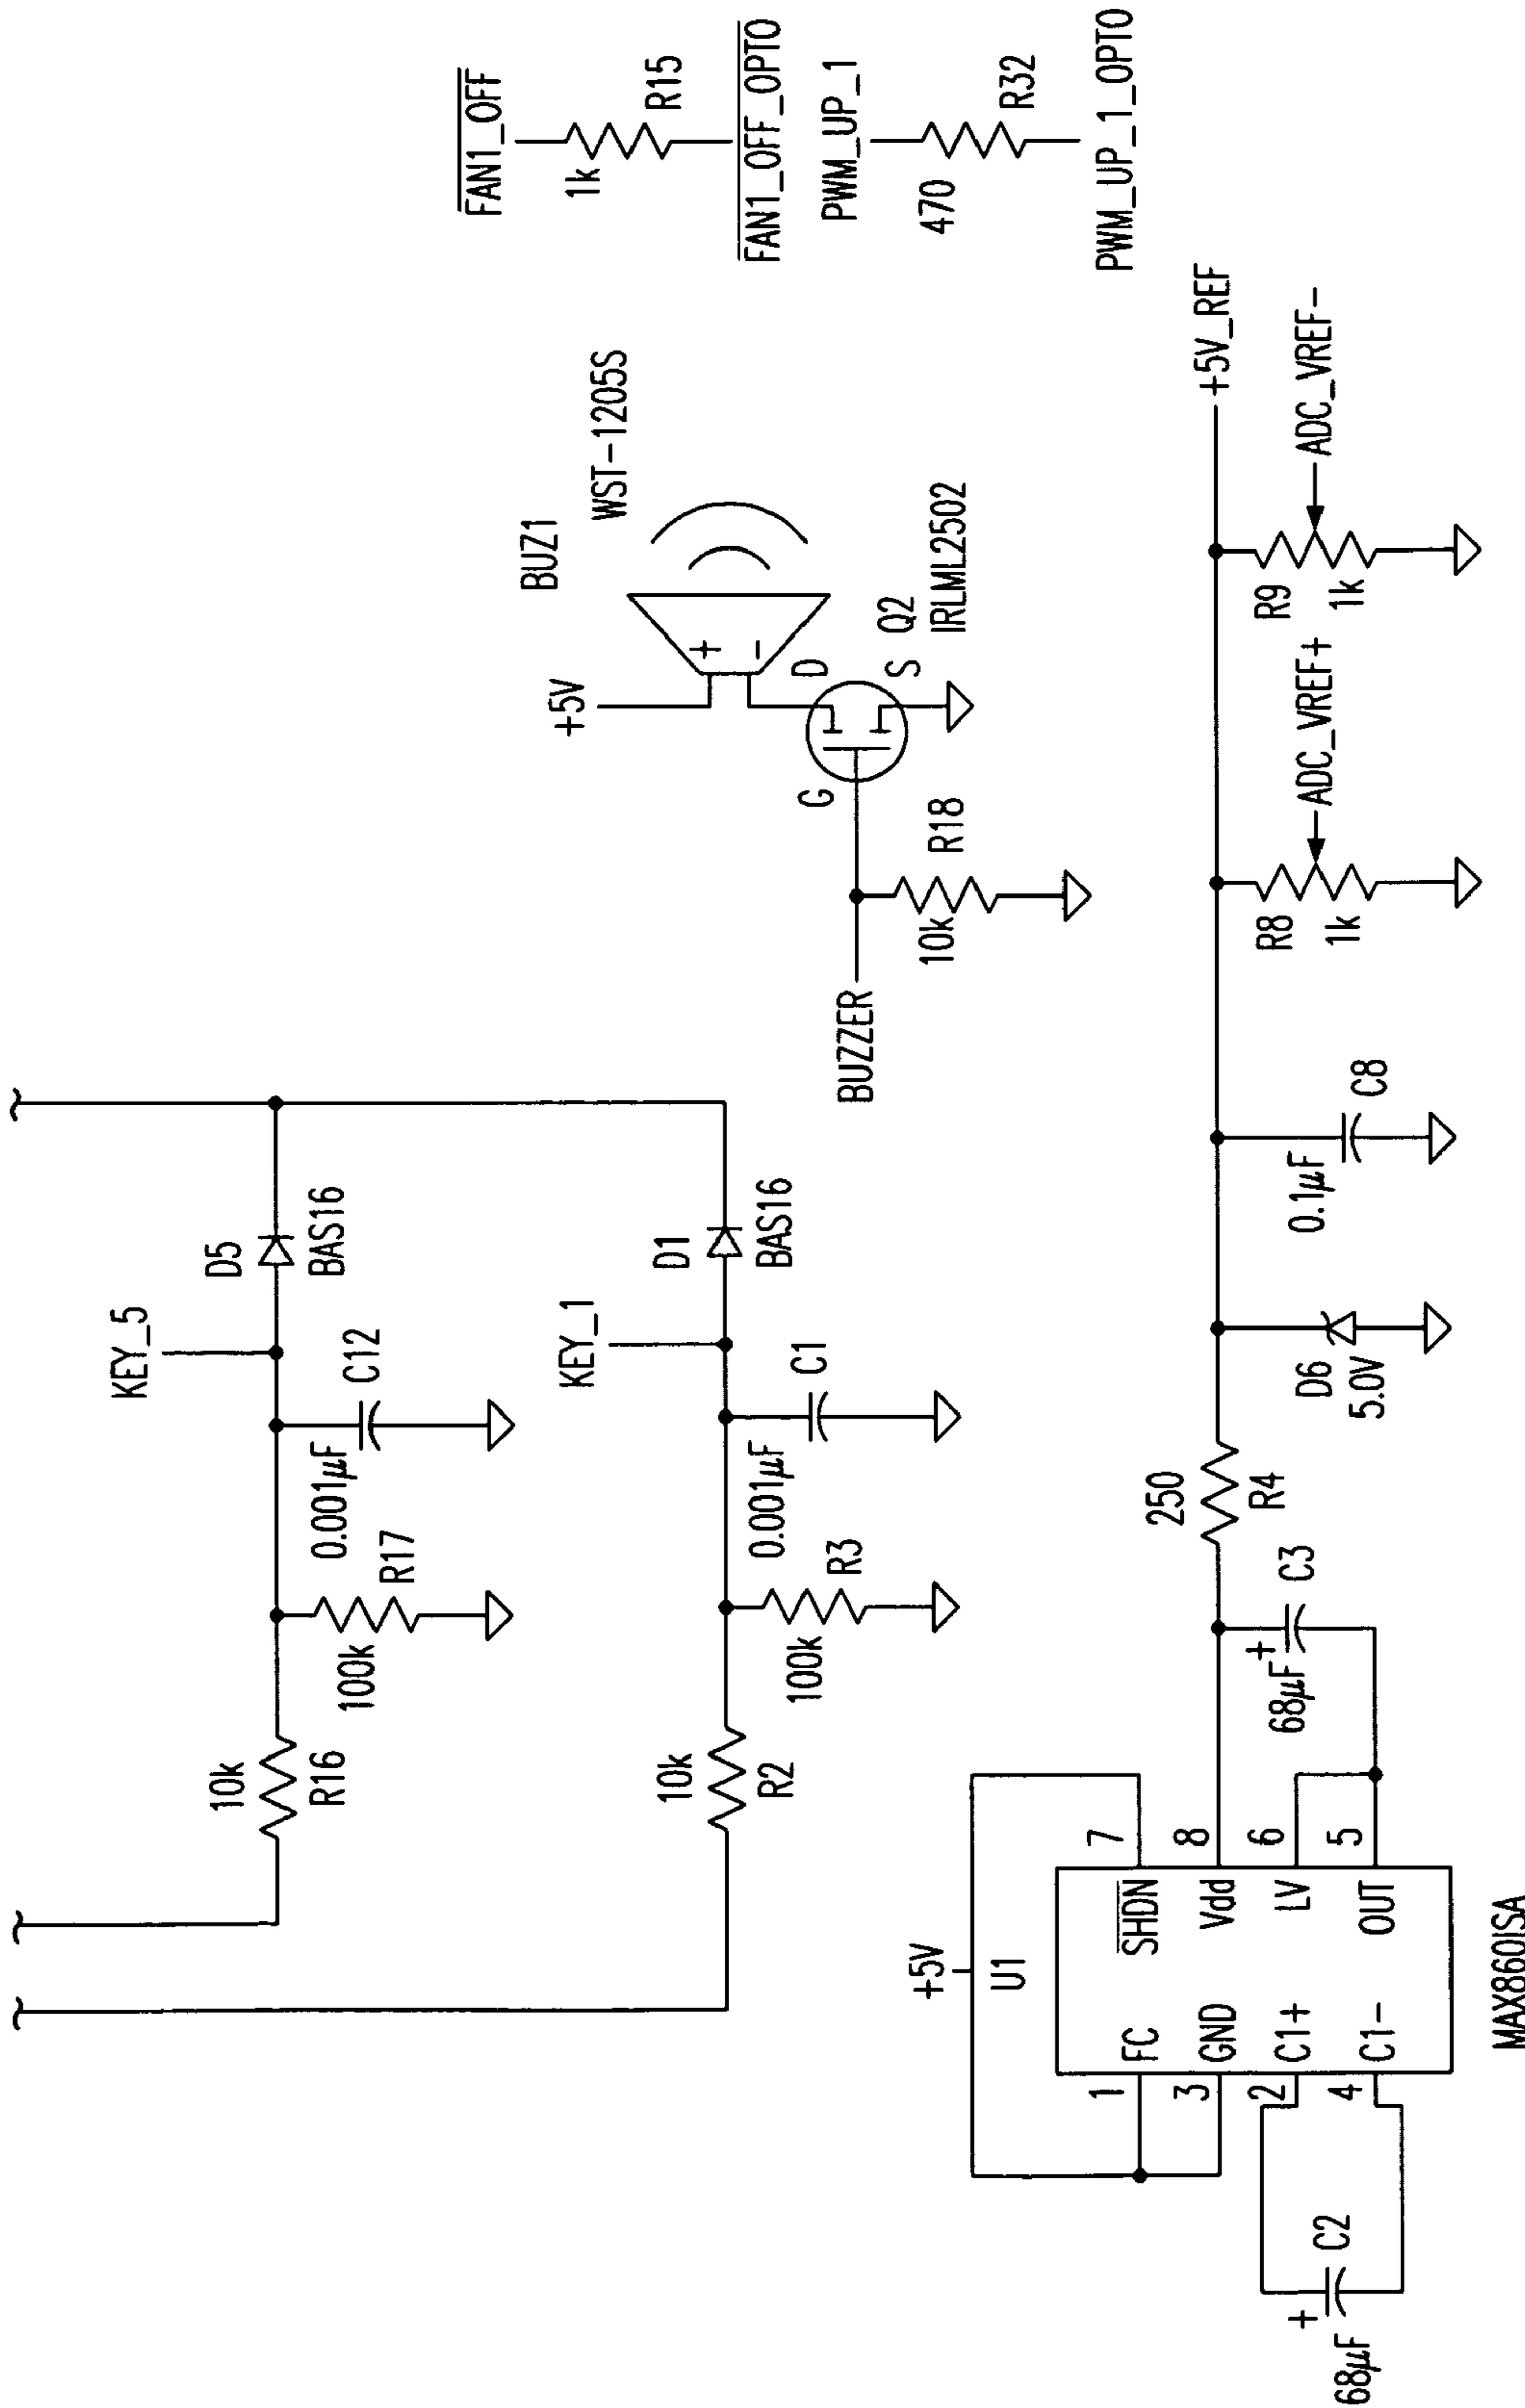 KEY_5
D5
BAS16
C12
0.001µF
R17
100k
10k
R16
KEY_1
D1
BAS16
C1
0.001µF
R3
100k
10k
R2
BUZ1
WST-1205S
+5V
+
-
D
G
S
Q2
IRLML2502
BUZZER
R18
10k
FAN1_OFF
1k
R15
FAN1_OFF_OPTO
PWM_UP_1
470
R32
PWM_UP_1_OPTO
+5V
U1
1
FC
SHDN
7
3
GND
Vdd
8
2
C1+
LV
6
4
C1-
OUT
5
MAX860ISA
+
68µF
C2
+
68µF
C3
250
R4
D6
5.0V
0.1µF
C8
R8
1k
ADC_VREF+
R9
1k
ADC_VREF-
+5V_REF